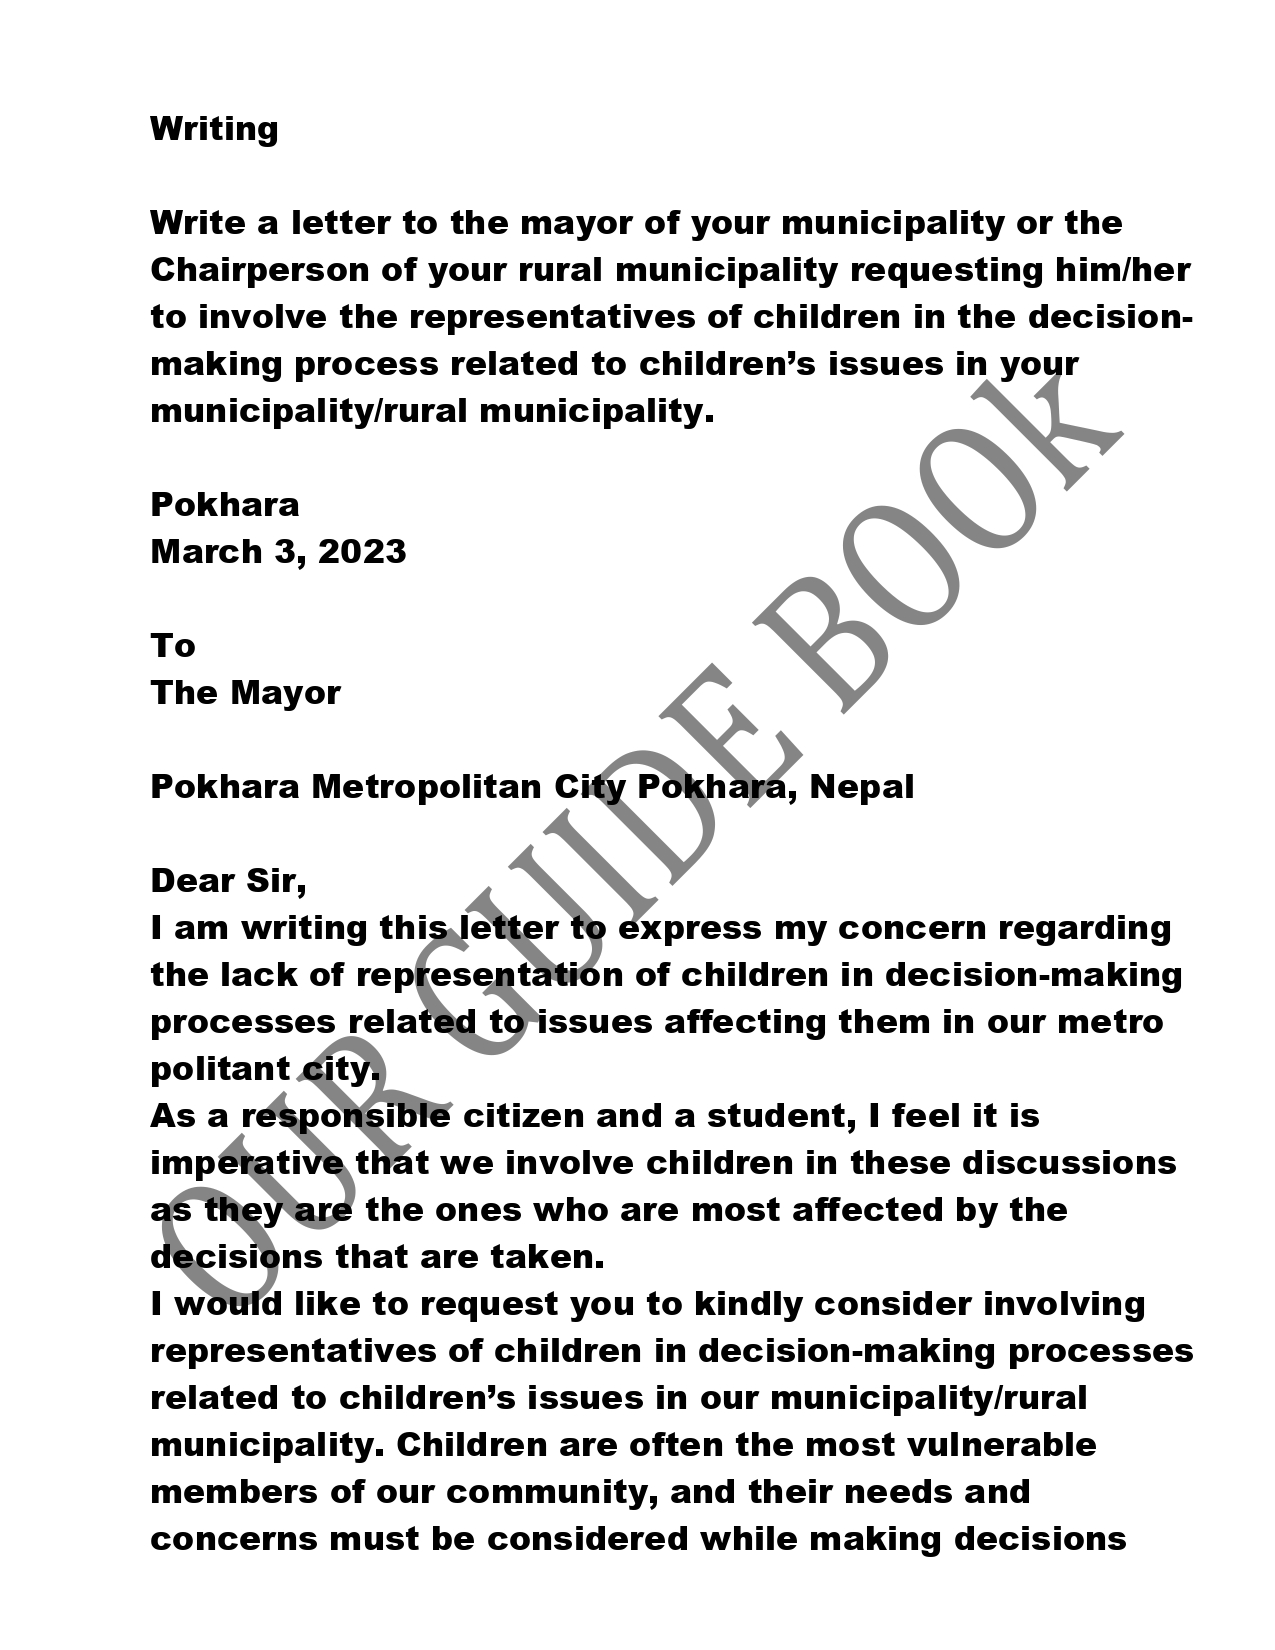 Writing
Write a letter to the mayor of your municipality or the
Chairperson of your rural municipality requesting him/her
to involve the representatives of children in the decision-
making process related to children’s issues in your
municipality/rural municipality.
Pokhara
March 3, 2023
To
The Mayor
Pokhara Metropolitan City Pokhara, Nepal
Dear Sir,
I am writing this letter to express my concern regarding
the lack of representation of children in decision-making
processes related to issues affecting them in our metro
politant city.
As a responsible citizen and a student, I feel it is
imperative that we involve children in these discussions
as they are the ones who are most affected by the
decisions that are taken.
I would like to request you to kindly consider involving
representatives of children in decision-making processes
related to children’s issues in our municipality/rural
municipality. Children are often the most vulnerable
members of our community, and their needs and
concerns must be considered while making decisions
OUR GUIDE BOOk